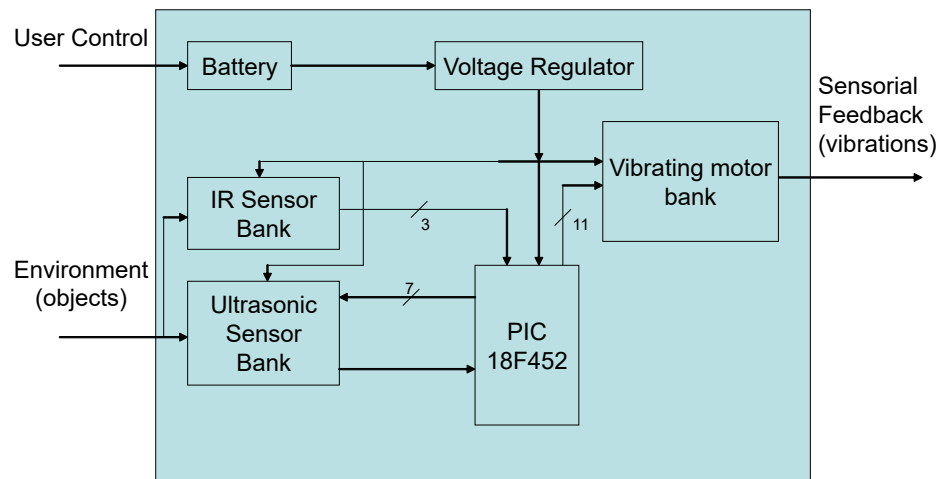 User Control
Battery
Voltage Regulator
Sensorial
Feedback
(vibrations)
Vibrating motor
bank
IR Sensor
Bank
3
11
Environment
(objects)
Ultrasonic
Sensor
Bank
7
PIC
18F452